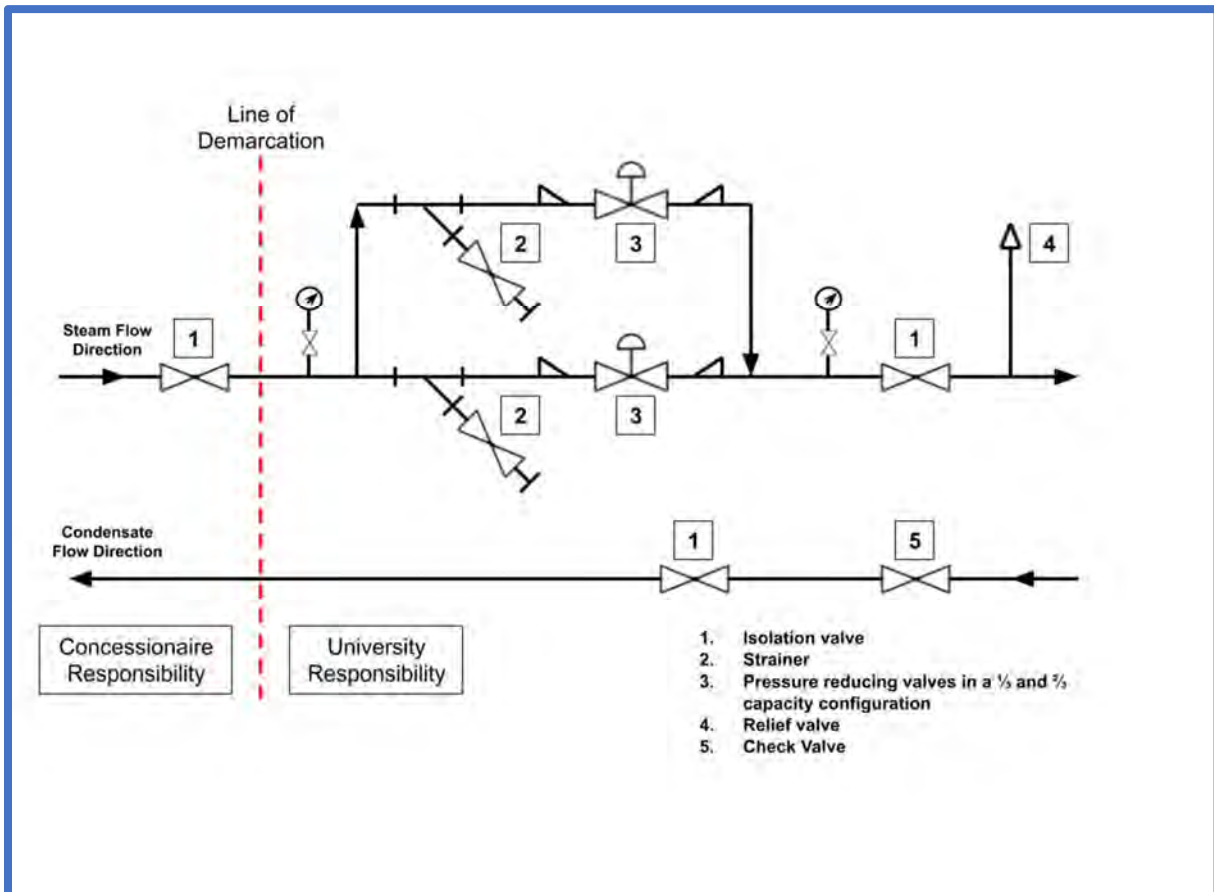 Line of
Demarcation
2
3
4
Steam Flow
Direction
1
1
2
3
Condensate
Flow Direction
1
5
Concessionaire
Responsibility
University
Responsibility
1. Isolation valve
2. Strainer
3. Pressure reducing valves in a ⅓ and ⅔
capacity configuration
4. Relief valve
5. Check Valve